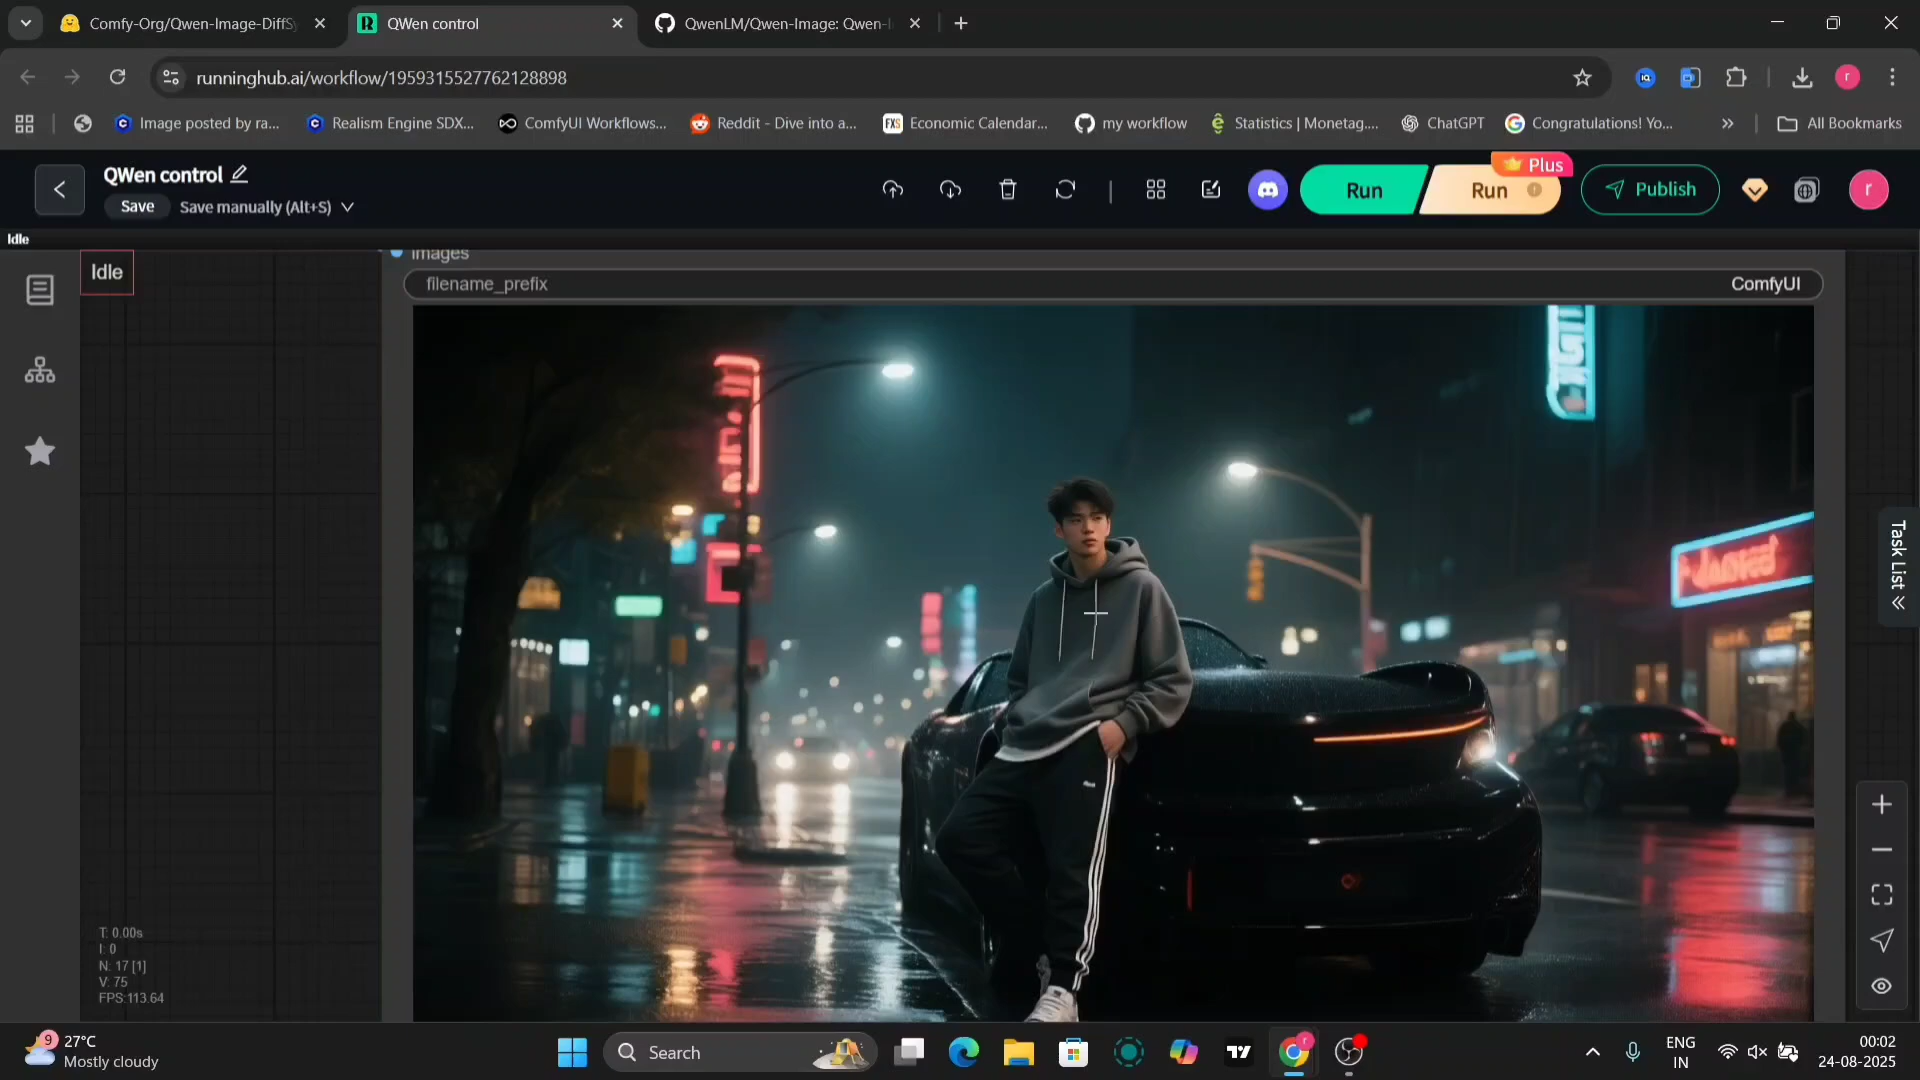 Comfy-Org/Qwen-Image-DiffSy
QWen control
QwenLM/Qwen-Image: Qwen-I
runninghub.ai/workflow/1959315527762128898
Image posted by ra...
Realism Engine SDX...
ComfyUI Workflows...
Reddit - Dive into a...
Economic Calendar...
my workflow
Statistics | Monetag....
ChatGPT
Congratulations! Yo...
All Bookmarks
QWen control
Save
Save manually (Alt+S)
Run
Run
Plus
Publish
r
Idle
Idle
images
filename_prefix
ComfyUI
Task List
T: 0.00s
I: 0
N: 17 [1]
V: 75
FPS:113.64
9
27°C
Mostly cloudy
Search
ENG
IN
00:02
24-08-2025